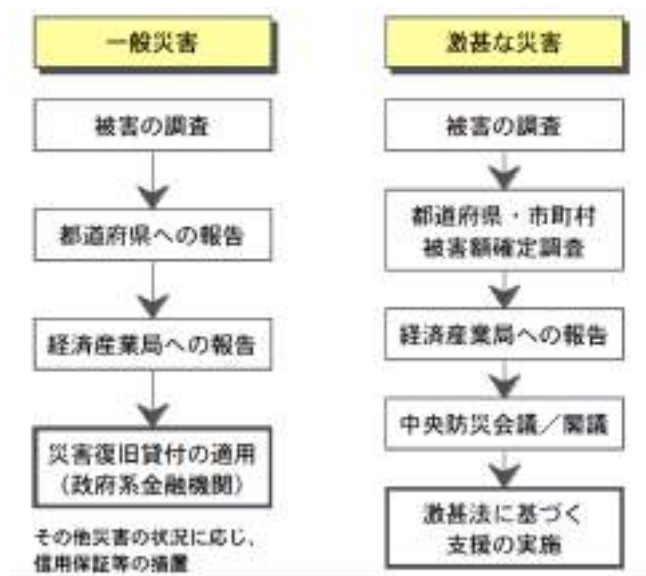 一般災害
被害の調査
都道府県への報告
経済産業局への報告
災害復旧貸付の適用
（政府系金融機関）
その他災害の状況に応じ、
信用保証等の措置
激甚な災害
被害の調査
都道府県・市町村
被害額確定調査
経済産業局への報告
中央防災会議／閣議
激甚法に基づく
支援の実施